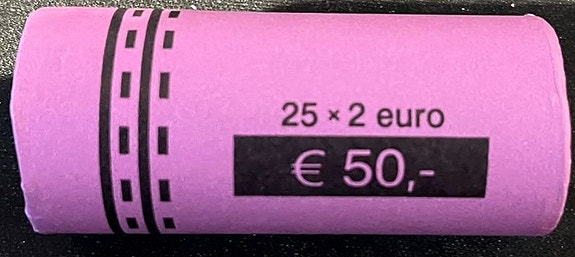 25 × 2 euro
€ 50,-